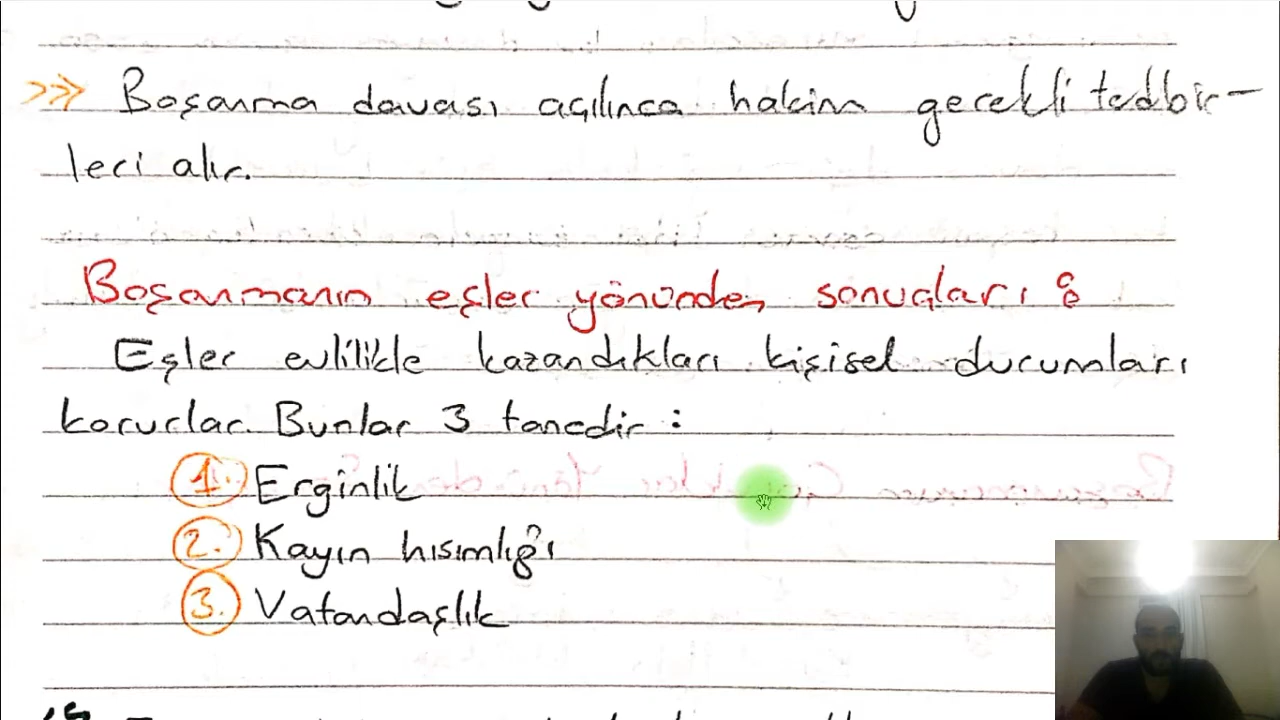 >>> Boşanma davası açılınca hakim gerekli tedbir-
leri alır.
Boşanmanın eşler yönünden sonuçları :
Eşler evlilikle kazandıkları kişisel durumları
korurlar. Bunlar 3 tanedir :
1. Erginlik
2. Kayın hısımlığı
3. Vatandaşlık